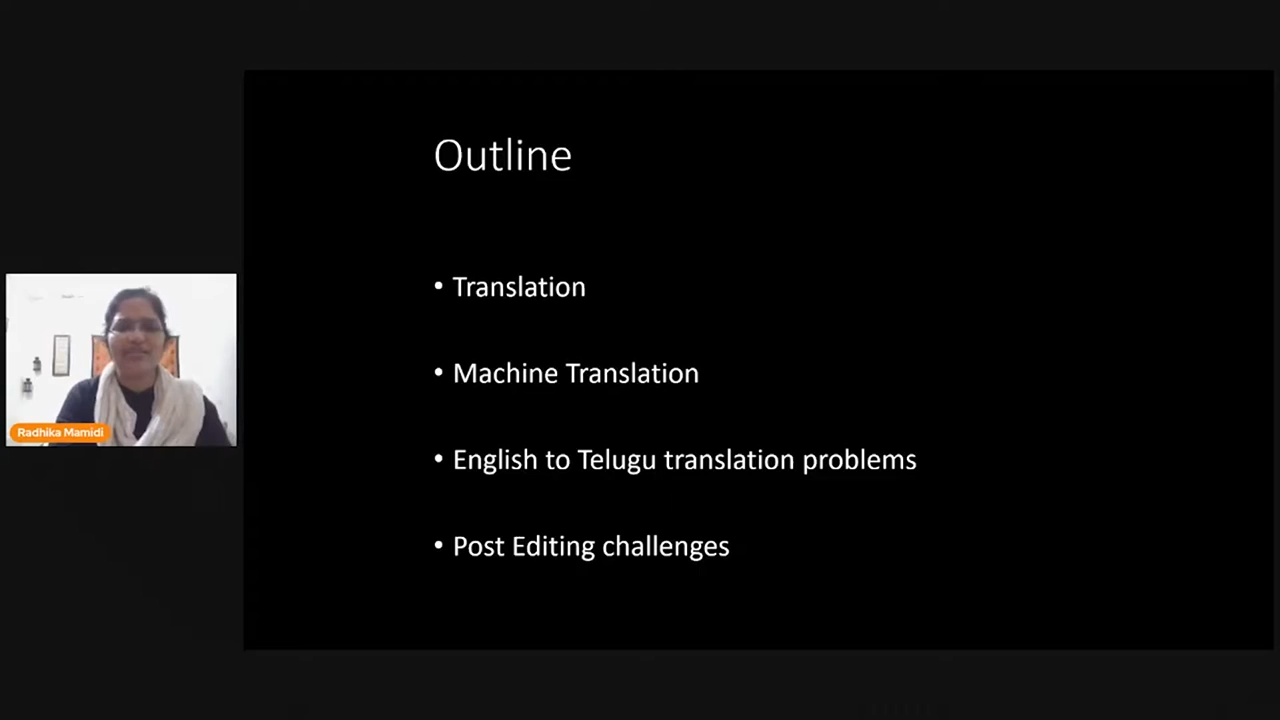 Outline
• Translation
• Machine Translation
• English to Telugu translation problems
• Post Editing challenges
Radhika Mamidi